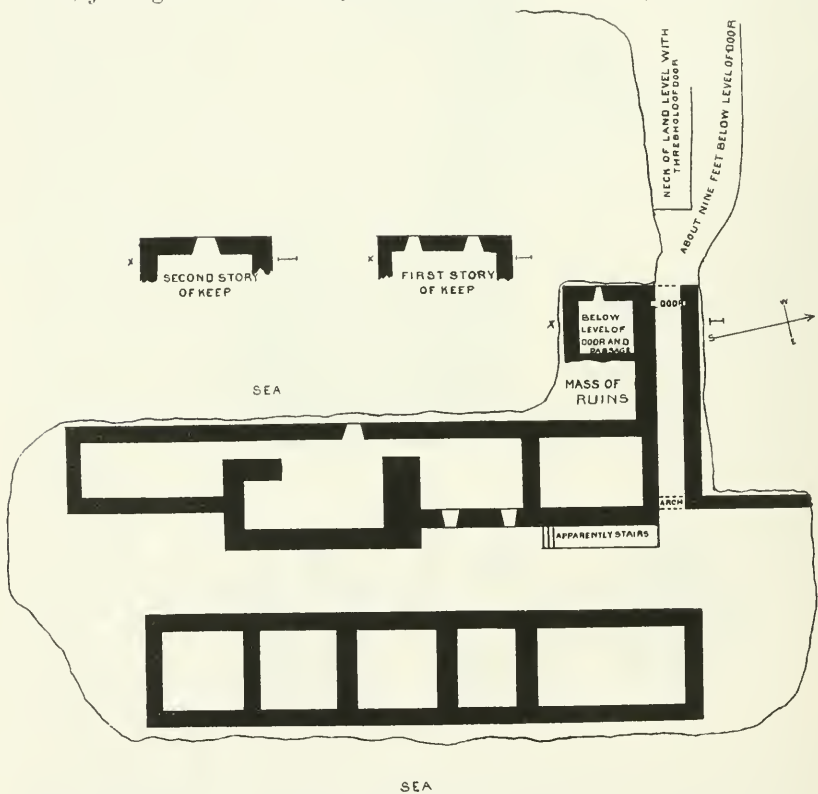 NECK OF LAND LEVEL WITH
THRESHOLD OF DOOR
ABOUT NINE FEET BELOW LEVEL OF DOOR
X
SECOND STORY
OF KEEP
X
FIRST STORY
OF KEEP
DOOR
X
BELOW
LEVEL OF
DOOR AND
PASSAGE
W
S
E
MASS OF
RUINS
SEA
ARCH
APPARENTLY STAIRS
SEA